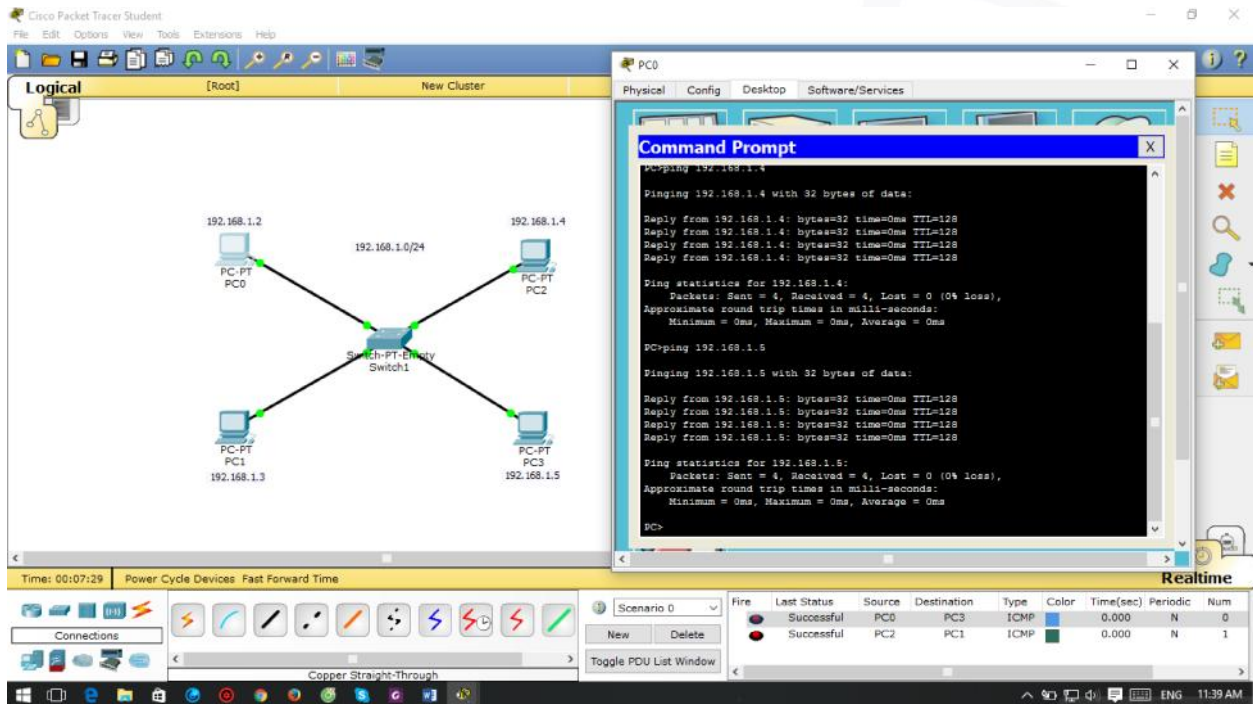 Cisco Packet Tracer Student
File Edit Options View Tools Extensions Help
Logical
[Root]
New Cluster
192.168.1.2
192.168.1.4
192.168.1.0/24
PC-PT
PC0
PC-PT
PC2
Switch-PT-Empty
Switch1
PC-PT
PC1
192.168.1.3
PC-PT
PC3
192.168.1.5
PC0
Physical Config Desktop Software/Services
Command Prompt X
PC>ping 192.168.1.4
Pinging 192.168.1.4 with 32 bytes of data:
Reply from 192.168.1.4: bytes=32 time=0ms TTL=128
Reply from 192.168.1.4: bytes=32 time=0ms TTL=128
Reply from 192.168.1.4: bytes=32 time=0ms TTL=128
Reply from 192.168.1.4: bytes=32 time=0ms TTL=128
Ping statistics for 192.168.1.4:
Packets: Sent = 4, Received = 4, Lost = 0 (0% loss),
Approximate round trip times in milli-seconds:
Minimum = 0ms, Maximum = 0ms, Average = 0ms
PC>ping 192.168.1.5
Pinging 192.168.1.5 with 32 bytes of data:
Reply from 192.168.1.5: bytes=32 time=0ms TTL=128
Reply from 192.168.1.5: bytes=32 time=0ms TTL=128
Reply from 192.168.1.5: bytes=32 time=0ms TTL=128
Reply from 192.168.1.5: bytes=32 time=0ms TTL=128
Ping statistics for 192.168.1.5:
Packets: Sent = 4, Received = 4, Lost = 0 (0% loss),
Approximate round trip times in milli-seconds:
Minimum = 0ms, Maximum = 0ms, Average = 0ms
PC>
Time: 00:07:29 Power Cycle Devices Fast Forward Time
Realtime
Connections
Copper Straight-Through
Scenario 0
New Delete
Toggle PDU List Window
Fire Last Status Source Destination Type Color Time(sec) Periodic Num
Successful PC0 PC3 ICMP 0.000 N 0
Successful PC2 PC1 ICMP 0.000 N 1
ENG 11:39 AM